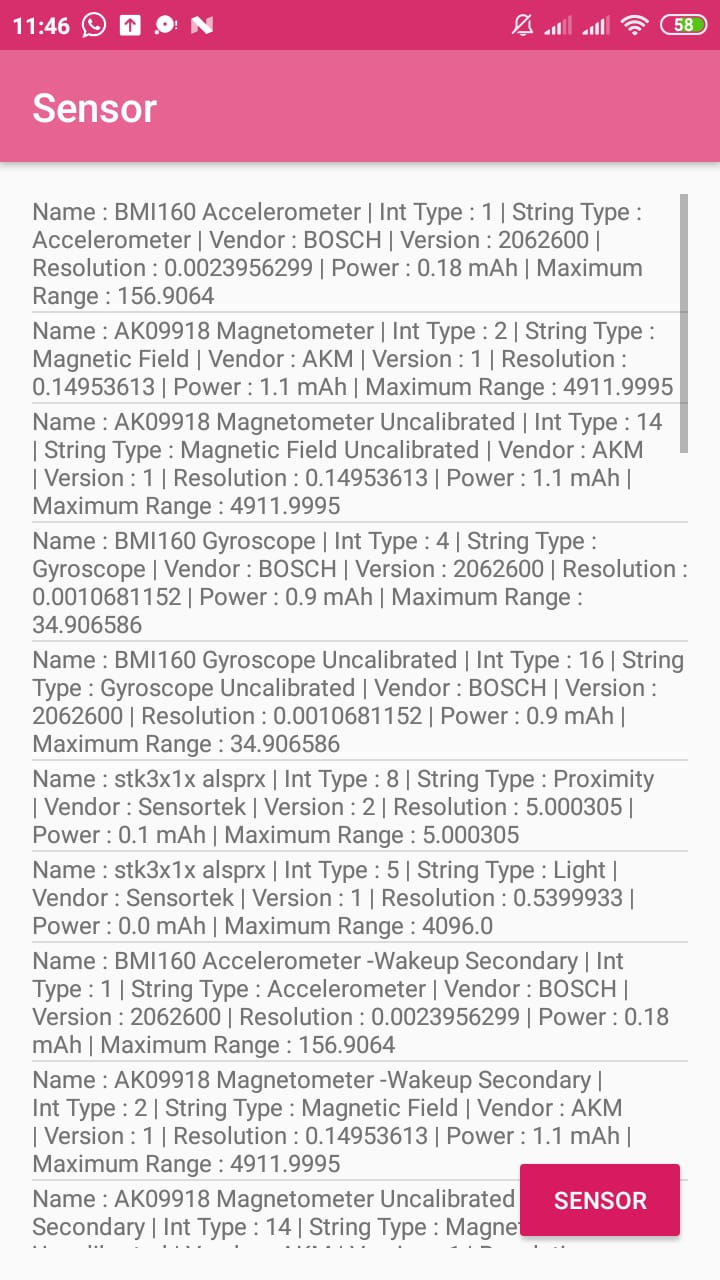 11:46
58
Sensor
Name : BMI160 Accelerometer | Int Type : 1 | String Type :
Accelerometer | Vendor : BOSCH | Version : 2062600 |
Resolution : 0.0023956299 | Power : 0.18 mAh | Maximum
Range : 156.9064
Name : AK09918 Magnetometer | Int Type : 2 | String Type :
Magnetic Field | Vendor : AKM | Version : 1 | Resolution :
0.14953613 | Power : 1.1 mAh | Maximum Range : 4911.9995
Name : AK09918 Magnetometer Uncalibrated | Int Type : 14
| String Type : Magnetic Field Uncalibrated | Vendor : AKM
| Version : 1 | Resolution : 0.14953613 | Power : 1.1 mAh |
Maximum Range : 4911.9995
Name : BMI160 Gyroscope | Int Type : 4 | String Type :
Gyroscope | Vendor : BOSCH | Version : 2062600 | Resolution :
0.0010681152 | Power : 0.9 mAh | Maximum Range :
34.906586
Name : BMI160 Gyroscope Uncalibrated | Int Type : 16 | String
Type : Gyroscope Uncalibrated | Vendor : BOSCH | Version :
2062600 | Resolution : 0.0010681152 | Power : 0.9 mAh |
Maximum Range : 34.906586
Name : stk3x1x alsprx | Int Type : 8 | String Type : Proximity
| Vendor : Sensortek | Version : 2 | Resolution : 5.000305 |
Power : 0.1 mAh | Maximum Range : 5.000305
Name : stk3x1x alsprx | Int Type : 5 | String Type : Light |
Vendor : Sensortek | Version : 1 | Resolution : 0.5399933 |
Power : 0.0 mAh | Maximum Range : 4096.0
Name : BMI160 Accelerometer -Wakeup Secondary | Int
Type : 1 | String Type : Accelerometer | Vendor : BOSCH |
Version : 2062600 | Resolution : 0.0023956299 | Power : 0.18
mAh | Maximum Range : 156.9064
Name : AK09918 Magnetometer -Wakeup Secondary |
Int Type : 2 | String Type : Magnetic Field | Vendor : AKM
| Version : 1 | Resolution : 0.14953613 | Power : 1.1 mAh |
Maximum Range : 4911.9995
Name : AK09918 Magnetometer Uncalibrated
Secondary | Int Type : 14 | String Type :
SENSOR